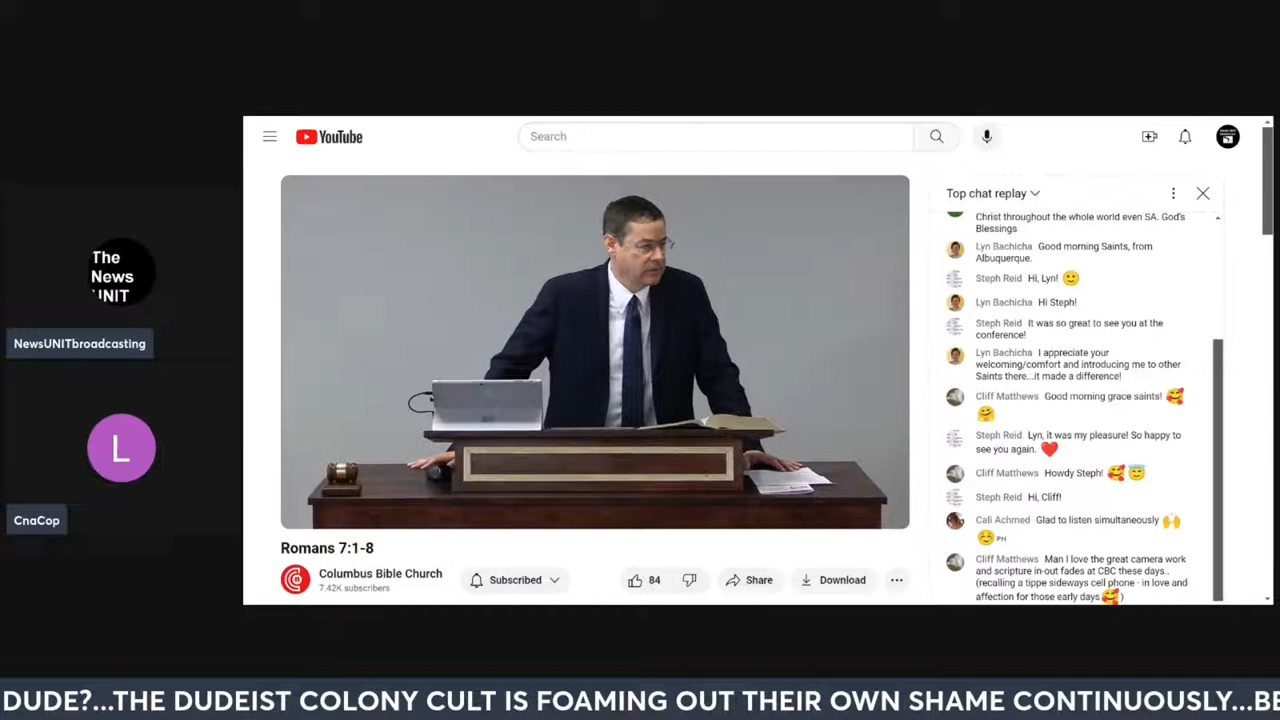 YouTube
Search
Top chat replay
Christ throughout the whole world even SA. God's
Blessings
Lyn Bachicha Good morning Saints, from
Albuquerque.
Steph Reid Hi, Lyn!
Lyn Bachicha Hi Steph!
Steph Reid It was so great to see you at the
conference!
Lyn Bachicha I appreciate your
welcoming/comfort and introducing me to other
Saints there...it made a difference!
Cliff Matthews Good morning grace saints!
Steph Reid Lyn, it was my pleasure! So happy to
see you again.
Cliff Matthews Howdy Steph!
Steph Reid Hi, Cliff!
Cali Achmed Glad to listen simultaneously
PH
Cliff Matthews Man I love the great camera work
and scripture in-out fades at CBC these days..
(recalling a tippe sideways cell phone - in love and
affection for those early days )
The
News
UNIT
NewsUNITbroadcasting
L
CnaCop
Romans 7:1-8
Columbus Bible Church
7.42K subscribers
Subscribed
84
Share
Download
DUDE?...THE DUDEIST COLONY CULT IS FOAMING OUT THEIR OWN SHAME CONTINUOUSLY...BE